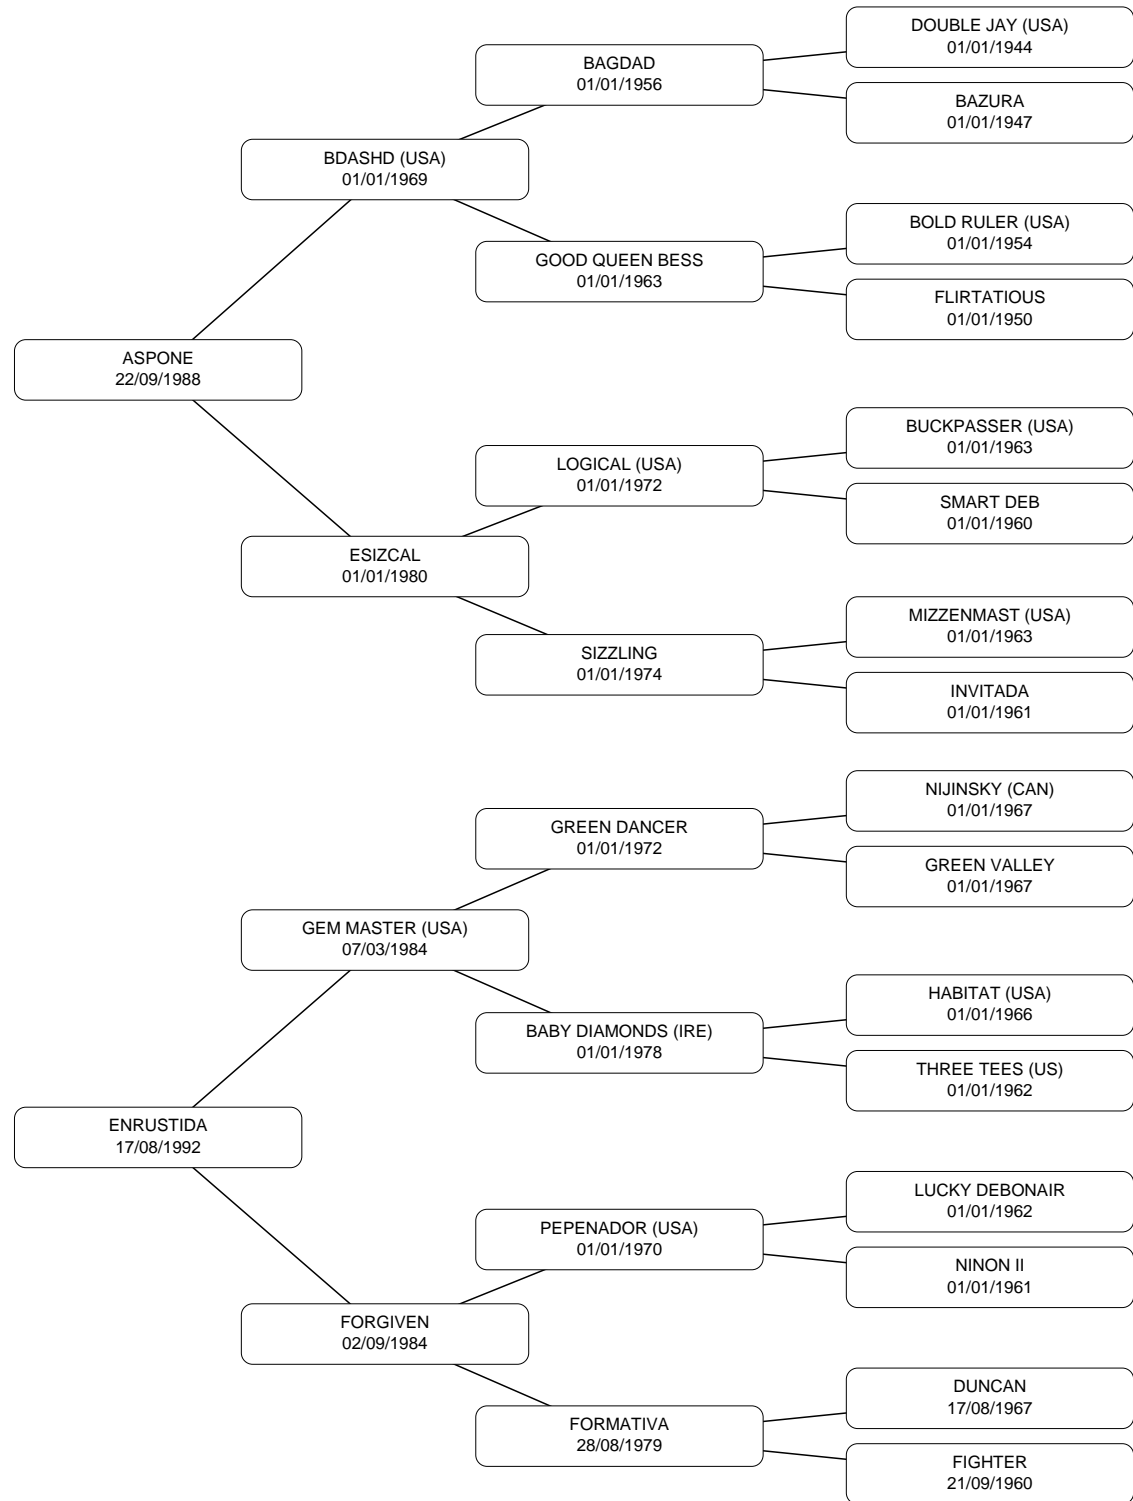 DOUBLE JAY (USA)
01/01/1944
BAGDAD
01/01/1956
BAZURA
01/01/1947
BDASHD (USA)
01/01/1969
BOLD RULER (USA)
01/01/1954
GOOD QUEEN BESS
01/01/1963
FLIRTATIOUS
01/01/1950
ASPONE
22/09/1988
BUCKPASSER (USA)
01/01/1963
LOGICAL (USA)
01/01/1972
SMART DEB
01/01/1960
ESIZCAL
01/01/1980
MIZZENMAST (USA)
01/01/1963
SIZZLING
01/01/1974
INVITADA
01/01/1961
NIJINSKY (CAN)
01/01/1967
GREEN DANCER
01/01/1972
GREEN VALLEY
01/01/1967
GEM MASTER (USA)
07/03/1984
HABITAT (USA)
01/01/1966
BABY DIAMONDS (IRE)
01/01/1978
THREE TEES (US)
01/01/1962
ENRUSTIDA
17/08/1992
LUCKY DEBONAIR
01/01/1962
PEPENADOR (USA)
01/01/1970
NINON II
01/01/1961
FORGIVEN
02/09/1984
DUNCAN
17/08/1967
FORMATIVA
28/08/1979
FIGHTER
21/09/1960